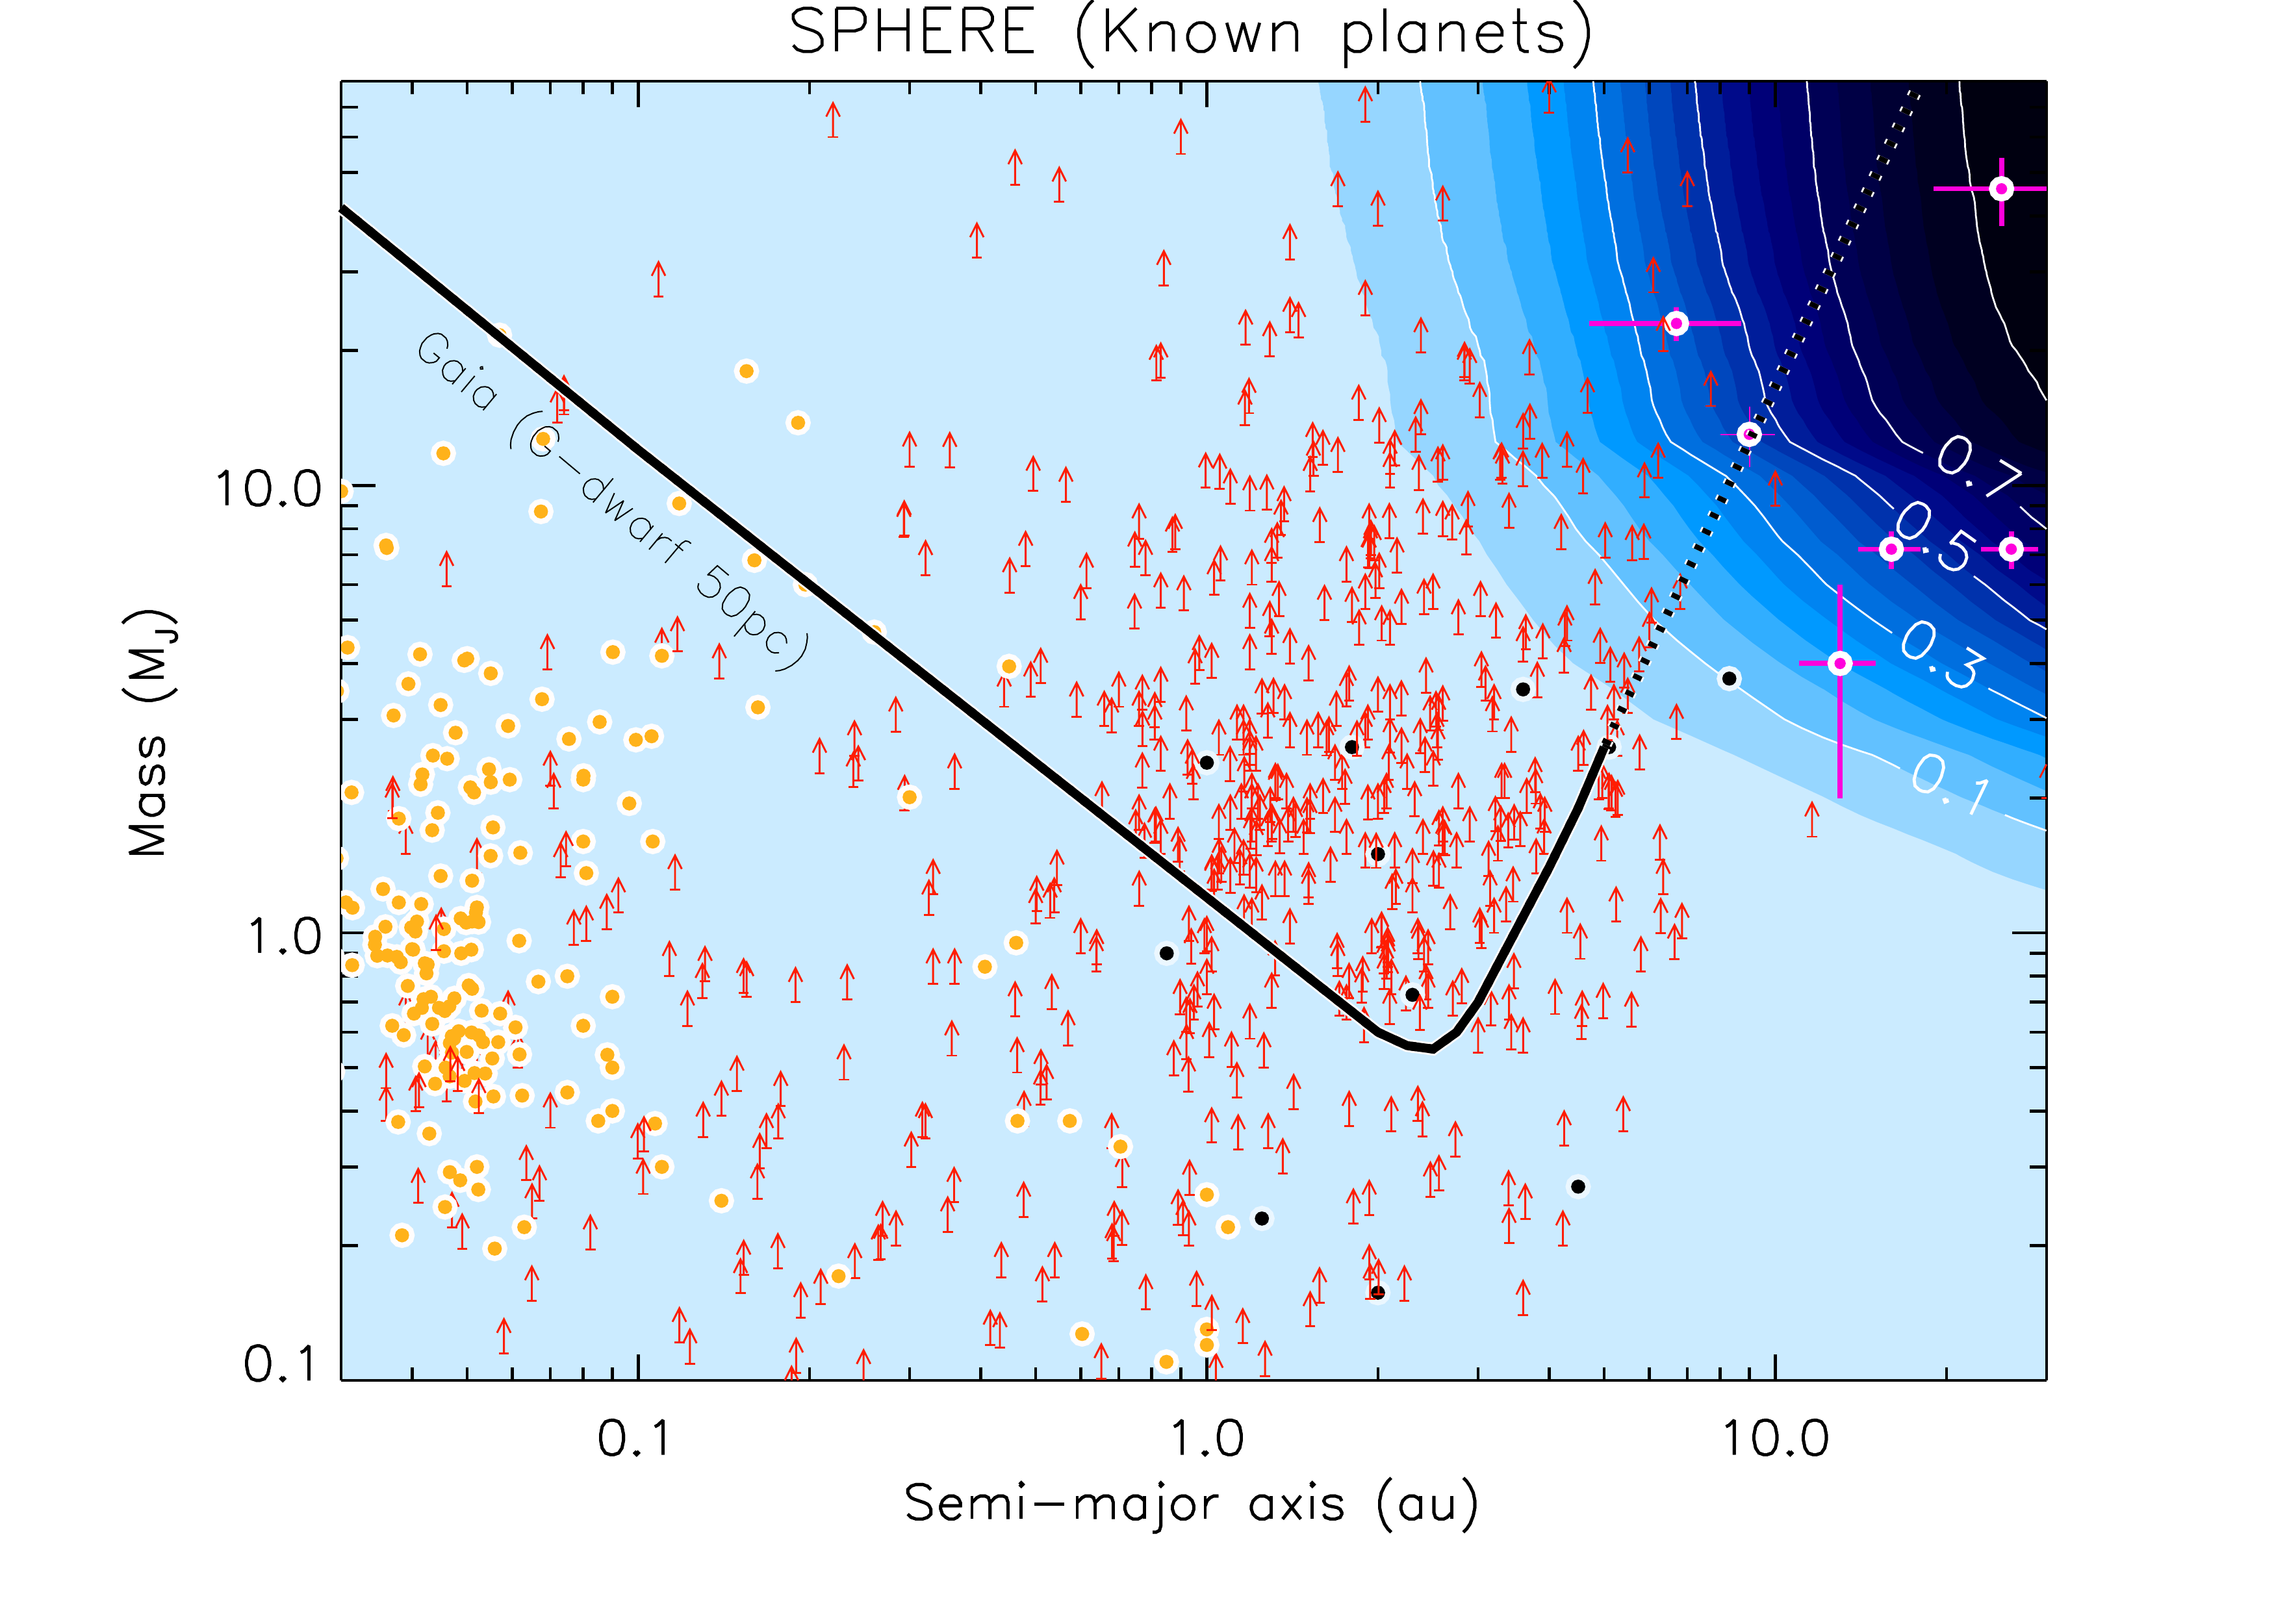 SPHERE (Known planets)
Gaia (G-dwarf 50pc)
0.7
0.5
0.3
0.1
10.0
1.0
0.1
Mass (MJ)
0.1
1.0
10.0
Semi-major axis (au)